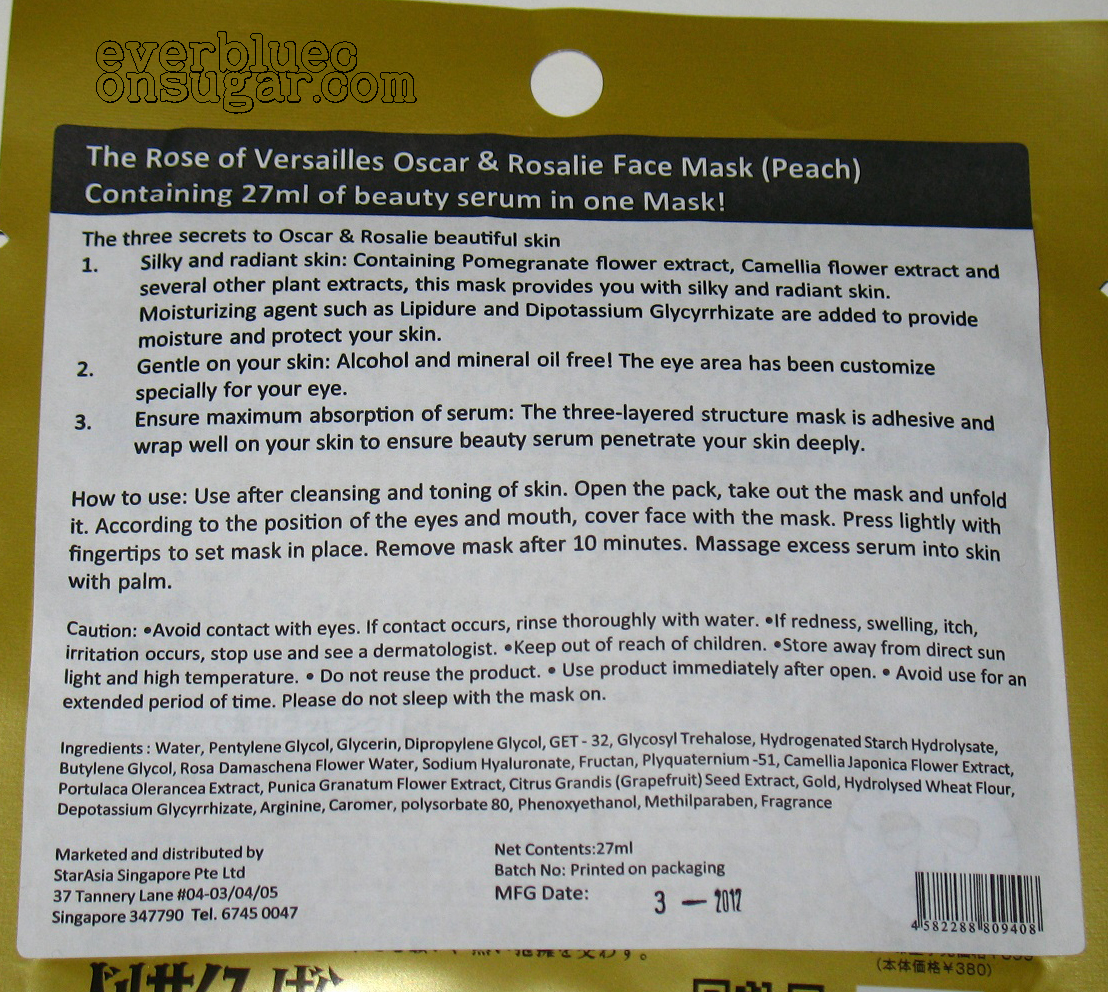 everbluec
onsugar.com
The Rose of Versailles Oscar & Rosalie Face Mask (Peach)
Containing 27ml of beauty serum in one Mask!
The three secrets to Oscar & Rosalie beautiful skin
1. Silky and radiant skin: Containing Pomegranate flower extract, Camellia flower extract and
several other plant extracts, this mask provides you with silky and radiant skin.
Moisturizing agent such as Lipidure and Dipotassium Glycyrrhizate are added to provide
moisture and protect your skin.
2. Gentle on your skin: Alcohol and mineral oil free! The eye area has been customize
specially for your eye.
3. Ensure maximum absorption of serum: The three-layered structure mask is adhesive and
wrap well on your skin to ensure beauty serum penetrate your skin deeply.
How to use: Use after cleansing and toning of skin. Open the pack, take out the mask and unfold
it. According to the position of the eyes and mouth, cover face with the mask. Press lightly with
fingertips to set mask in place. Remove mask after 10 minutes. Massage excess serum into skin
with palm.
Caution: •Avoid contact with eyes. If contact occurs, rinse thoroughly with water. •If redness, swelling, itch,
irritation occurs, stop use and see a dermatologist. •Keep out of reach of children. •Store away from direct sun
light and high temperature. • Do not reuse the product. • Use product immediately after open. • Avoid use for an
extended period of time. Please do not sleep with the mask on.
Ingredients : Water, Pentylene Glycol, Glycerin, Dipropylene Glycol, GET - 32, Glycosyl Trehalose, Hydrogenated Starch Hydrolysate,
Butylene Glycol, Rosa Damaschena Flower Water, Sodium Hyaluronate, Fructan, Plyquaternium -51, Camellia Japonica Flower Extract,
Portulaca Olerancea Extract, Punica Granatum Flower Extract, Citrus Grandis (Grapefruit) Seed Extract, Gold, Hydrolysed Wheat Flour,
Depotassium Glycyrrhizate, Arginine, Caromer, polysorbate 80, Phenoxyethanol, Methilparaben, Fragrance
Marketed and distributed by
StarAsia Singapore Pte Ltd
37 Tannery Lane #04-03/04/05
Singapore 347790 Tel. 6745 0047
Net Contents:27ml
Batch No: Printed on packaging
MFG Date: 3 - 2012
4 582288 809408
(本体価格¥380)